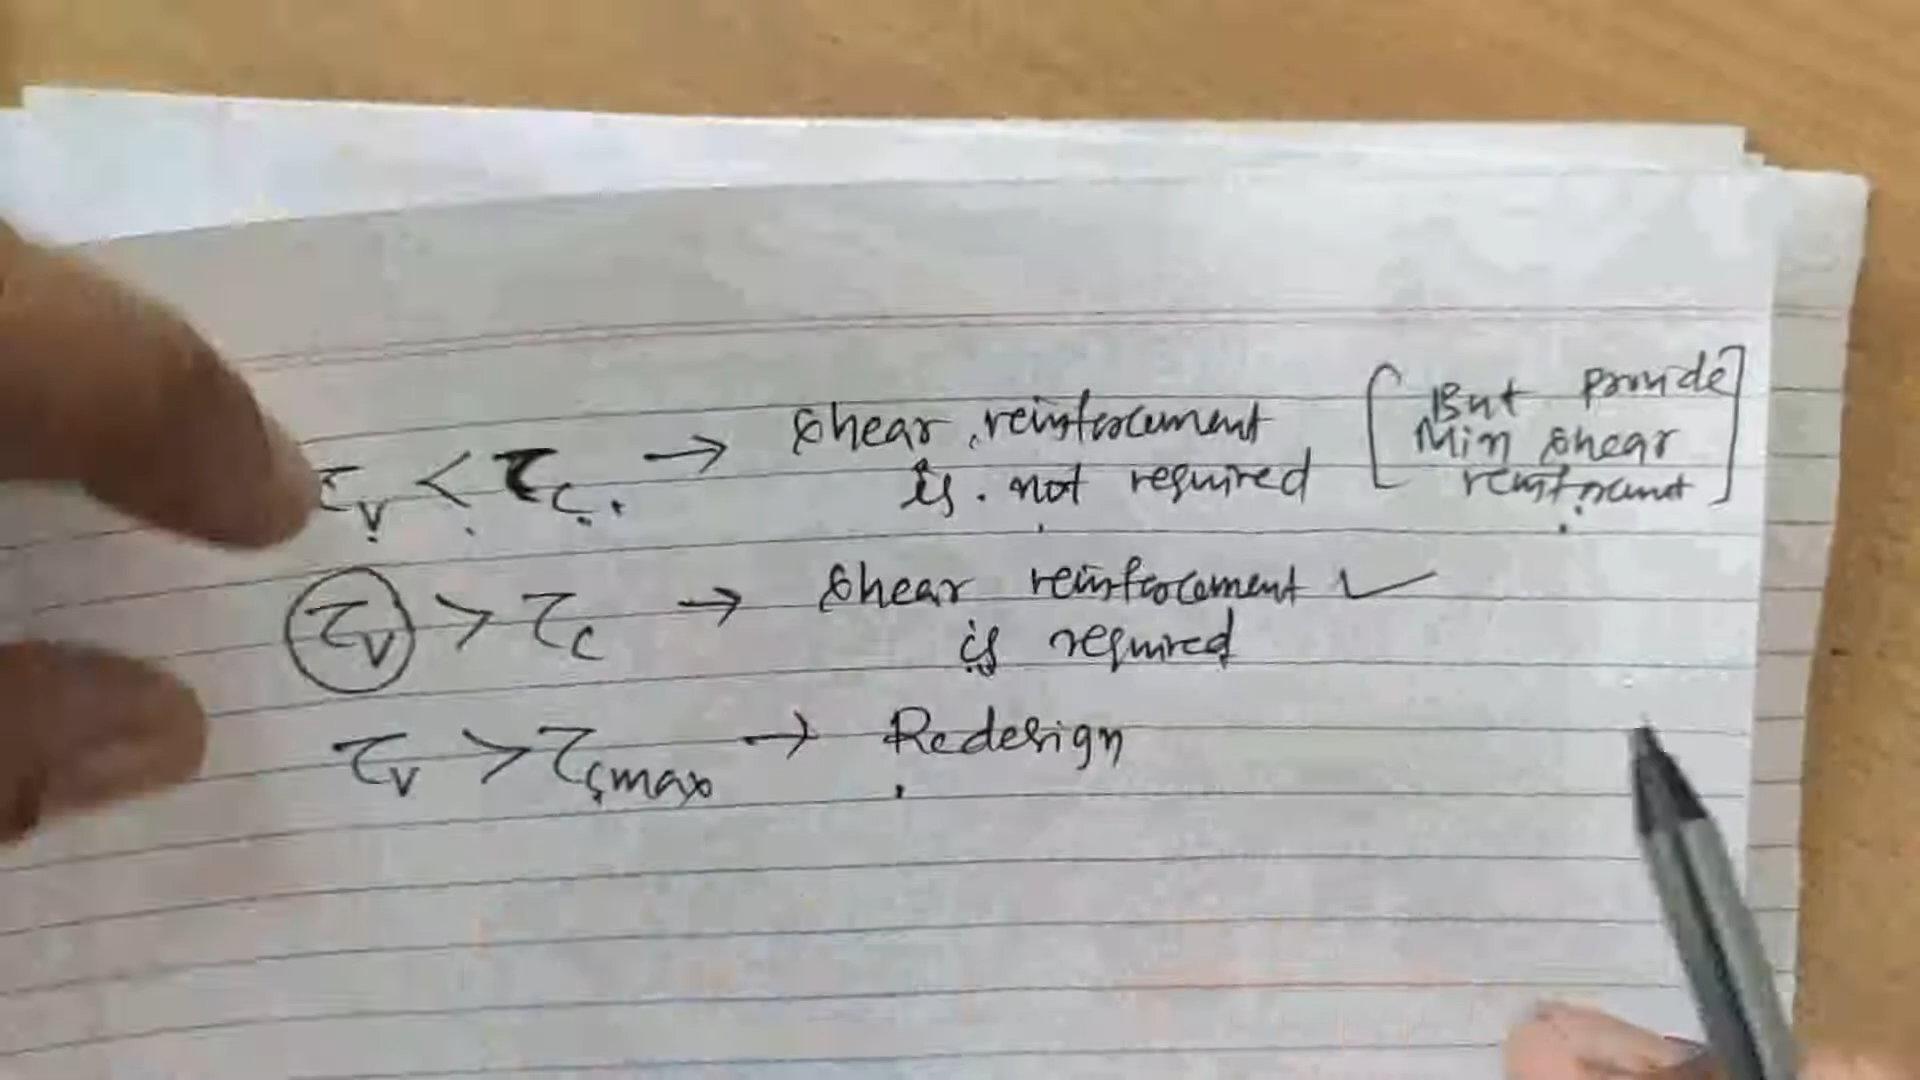 τv < τc → shear reinforcement [But provide
is not required Min shear
reinforcement]
τv > τc → shear reinforcement ✓
is required
τv > τcmax → Redesign